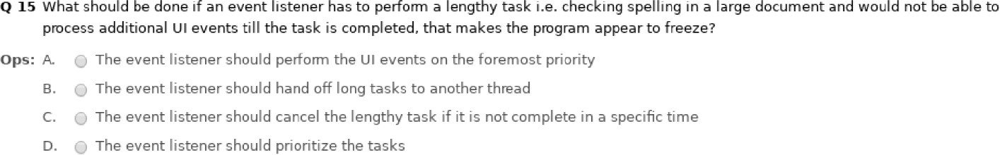 Q 15 What should be done if an event listener has to perform a lengthy task i.e. checking spelling in a large document and would not be able to
process additional UI events till the task is completed, that makes the program appear to freeze?
Ops: A. The event listener should perform the UI events on the foremost priority
B. The event listener should hand off long tasks to another thread
C. The event listener should cancel the lengthy task if it is not complete in a specific time
D. The event listener should prioritize the tasks